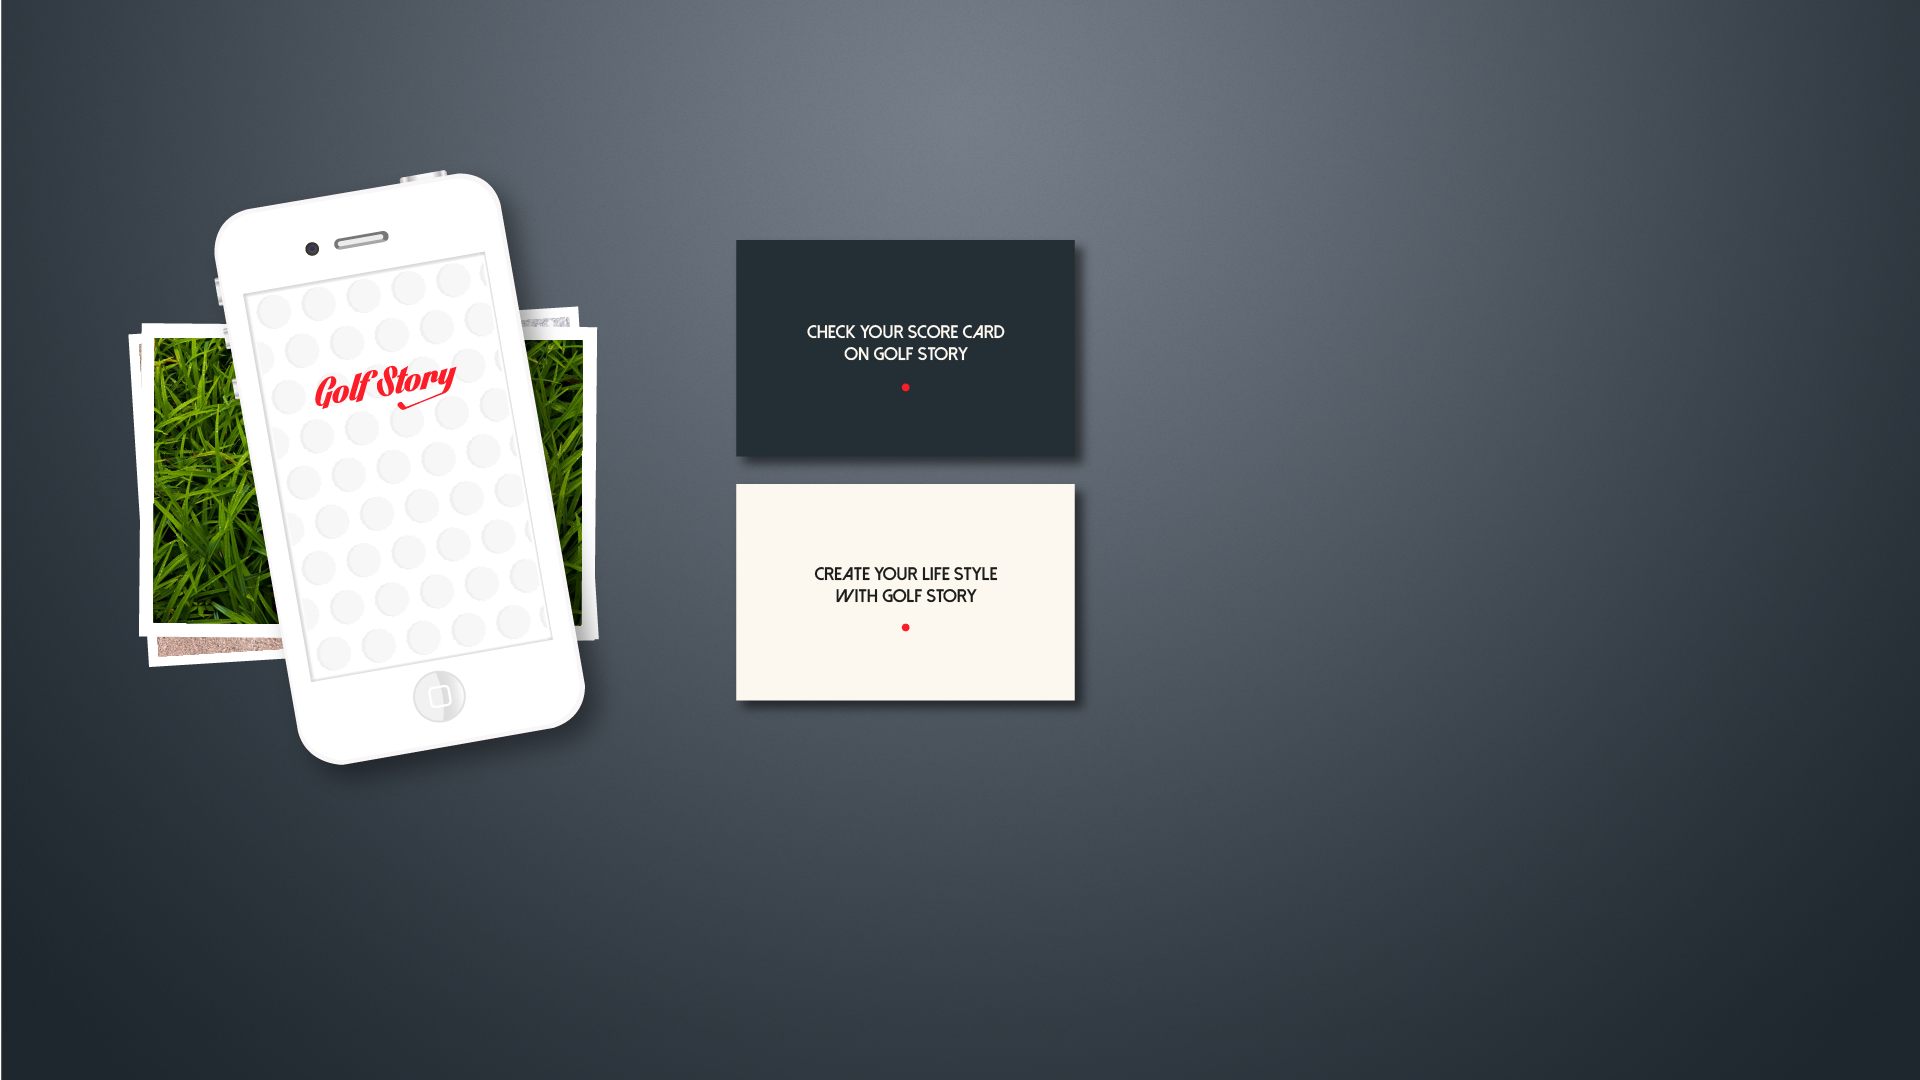 Golf Story
CHECK YOUR SCORE CARD
ON GOLF STORY
CREATE YOUR LIFE STYLE
WITH GOLF STORY